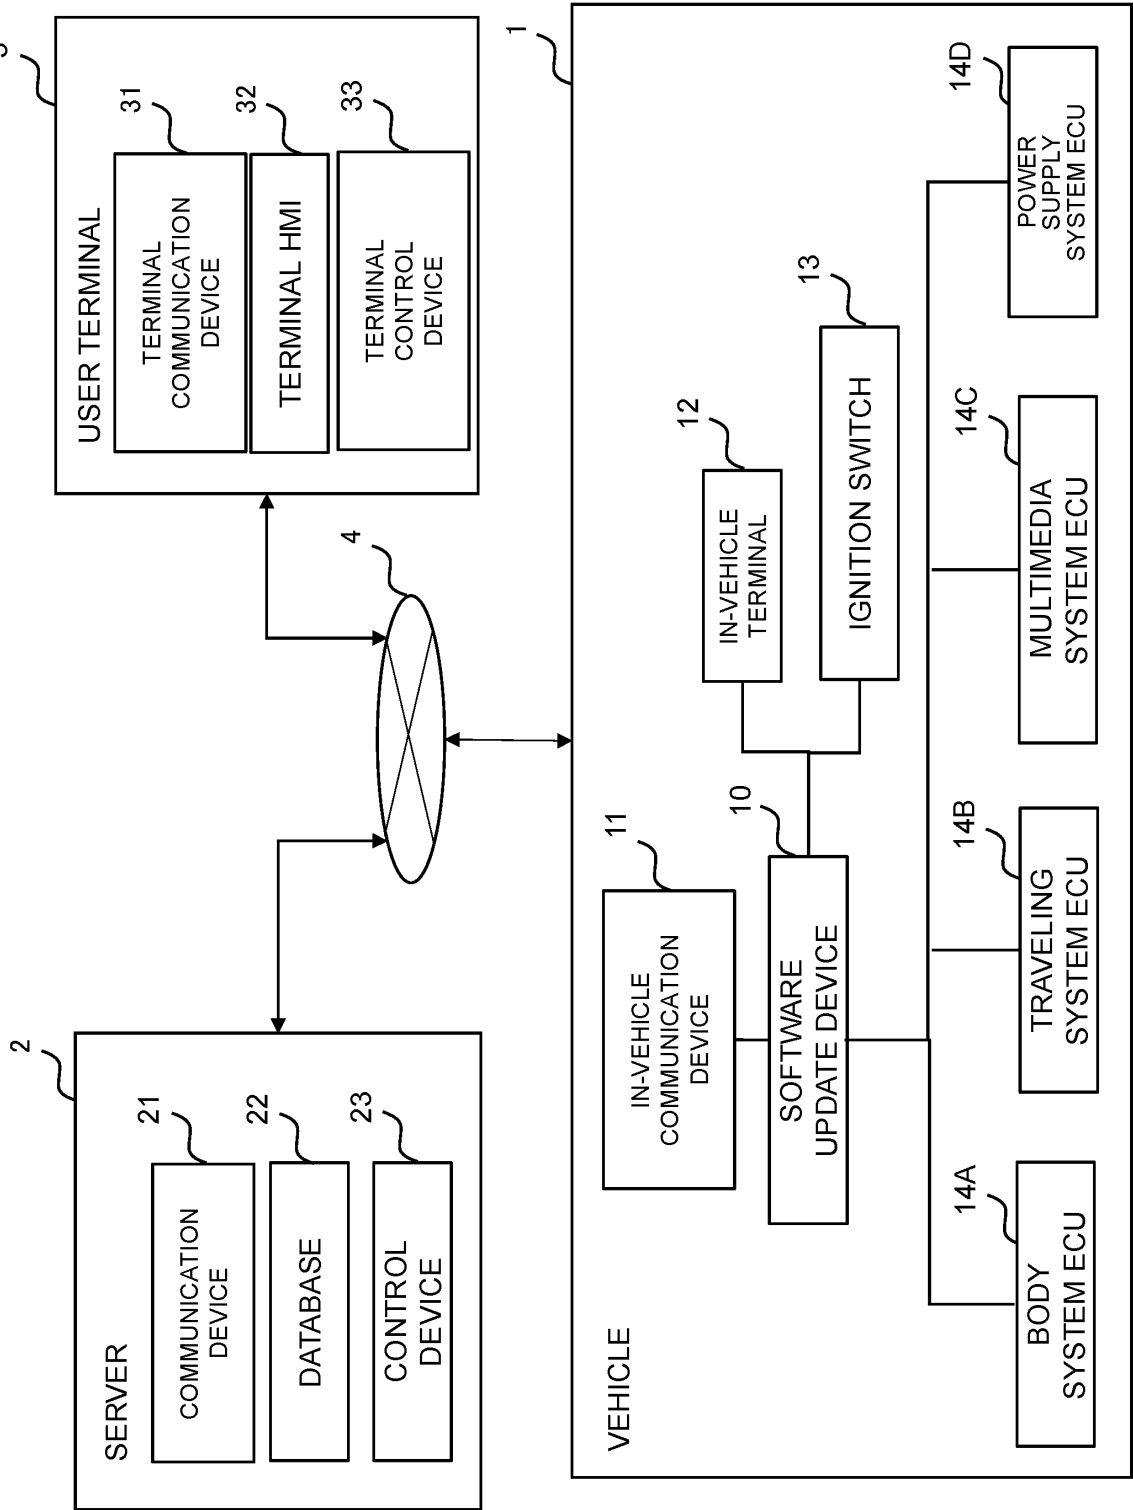 2
SERVER
21
COMMUNICATION
DEVICE
22
DATABASE
23
CONTROL
DEVICE
4
USER TERMINAL
31
TERMINAL
COMMUNICATION
DEVICE
32
TERMINAL HMI
33
TERMINAL
CONTROL
DEVICE
1
VEHICLE
11
IN-VEHICLE
COMMUNICATION
DEVICE
10
SOFTWARE
UPDATE DEVICE
12
IN-VEHICLE
TERMINAL
13
IGNITION SWITCH
14A
BODY
SYSTEM ECU
14B
TRAVELING
SYSTEM ECU
14C
MULTIMEDIA
SYSTEM ECU
14D
POWER
SUPPLY
SYSTEM ECU